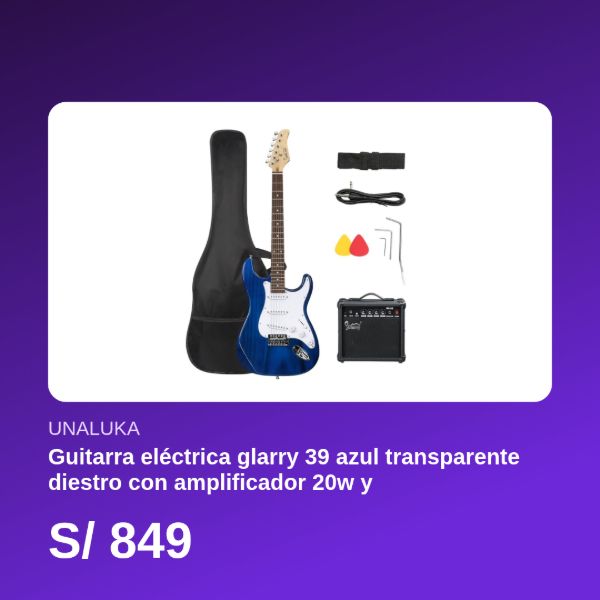 UNALUKA
Guitarra eléctrica glarry 39 azul transparente
diestro con amplificador 20w y
S/ 849